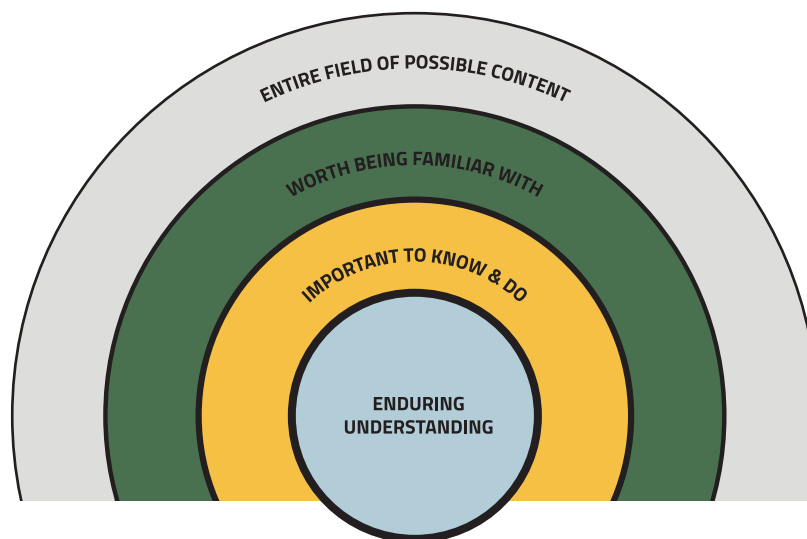 ENTIRE FIELD OF POSSIBLE CONTENT
WORTH BEING FAMILIAR WITH
IMPORTANT TO KNOW & DO
ENDURING
UNDERSTANDING